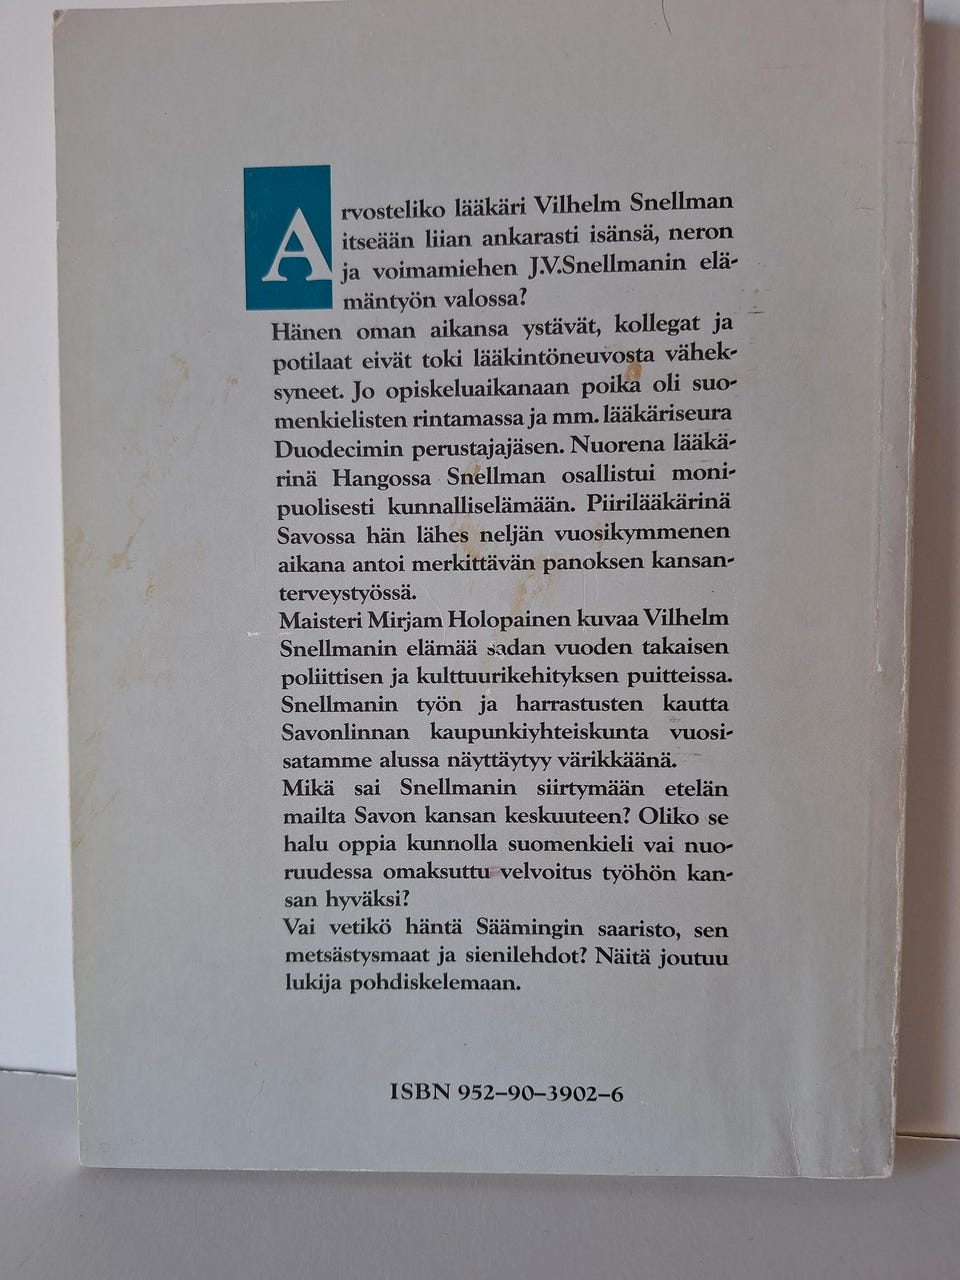 Arvosteliko lääkäri Vilhelm Snellman
itseään liian ankarasti isänsä, neron
ja voimamiehen J.V.Snellmanin elä-
mäntyön valossa?
Hänen oman aikansa ystävät, kollegat ja
potilaat eivät toki lääkintöneuvosta vähek-
syneet. Jo opiskeluaikanaan poika oli suo-
menkielisten rintamassa ja mm. lääkäriseura
Duodecimin perustajajäsen. Nuorena lääkä-
rinä Hangossa Snellman osallistui moni-
puolisesti kunnalliselämään. Piirilääkärinä
Savossa hän lähes neljän vuosikymmenen
aikana antoi merkittävän panoksen kansan-
terveystyössä.
Maisteri Mirjam Holopainen kuvaa Vilhelm
Snellmanin elämää sadan vuoden takaisen
poliittisen ja kulttuurikehityksen puitteissa.
Snellmanin työn ja harrastusten kautta
Savonlinnan kaupunkiyhteiskunta vuosi-
satamme alussa näyttäytyy värikkäänä.
Mikä sai Snellmanin siirtymään etelän
mailta Savon kansan keskuuteen? Oliko se
halu oppia kunnolla suomenkieli vai nuo-
ruudessa omaksuttu velvoitus työhön kan-
san hyväksi?
Vai vetikö häntä Säämingin saaristo, sen
metsästysmaat ja sienilehdot? Näitä joutuu
lukija pohdiskelemaan.
ISBN 952-90-3902-6